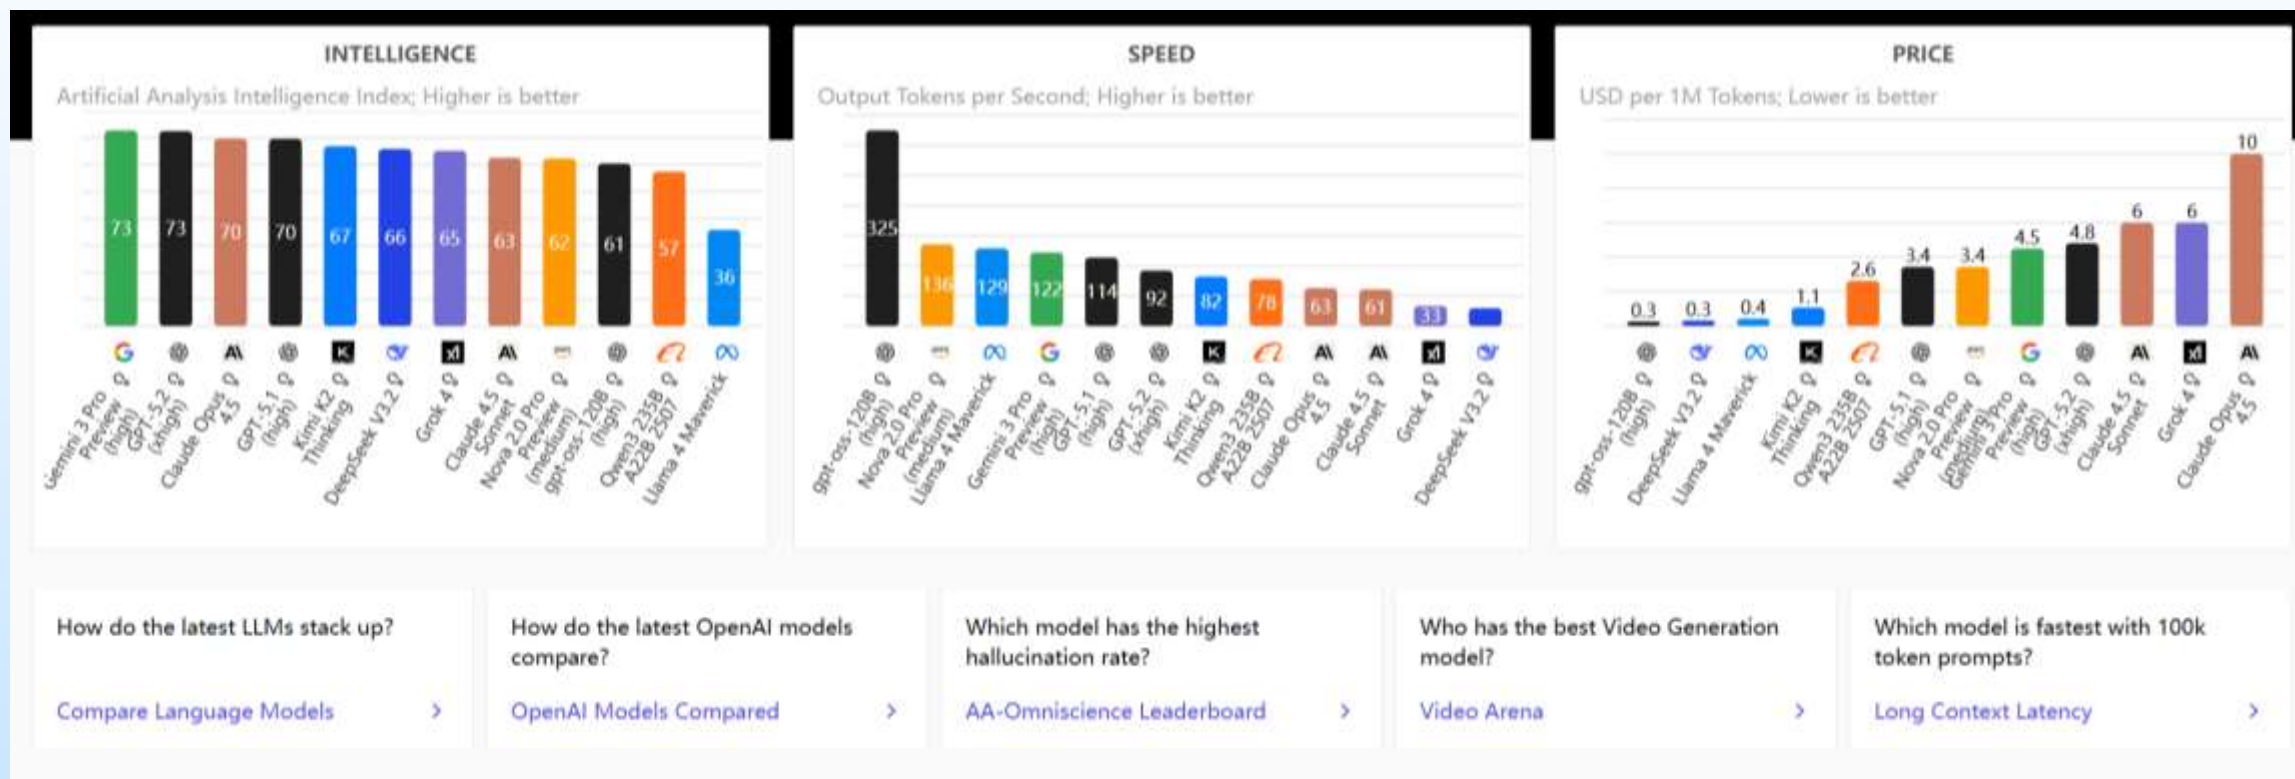 INTELLIGENCE
Artificial Analysis Intelligence Index; Higher is better
73
73
70
70
67
66
65
63
62
61
57
36
Gemini 3 Pro
Preview
(high)
GPT-5.2
(xhigh)
Claude Opus
4.5
GPT-5.1
(high)
Kimi K2
Thinking
DeepSeek V3.2
Grok 4
Claude 4.5
Sonnet
Nova 2.0 Pro
Preview
(medium)
gpt-oss-120B
(high)
Qwen3 235B
A22B 2507
Llama 4 Maverick
SPEED
Output Tokens per Second; Higher is better
325
136
129
122
114
92
82
78
63
61
33
gpt-oss-120B
(high)
Nova 2.0 Pro
Preview
(medium)
Llama 4 Maverick
Gemini 3 Pro
Preview
(high)
GPT-5.1
(high)
GPT-5.2
(xhigh)
Kimi K2
Thinking
Qwen3 235B
A22B 2507
Claude Opus
4.5
Claude 4.5
Sonnet
Grok 4
DeepSeek V3.2
PRICE
USD per 1M Tokens; Lower is better
0.3
0.3
0.4
1.1
2.6
3.4
3.4
4.5
4.8
6
6
10
gpt-oss-120B
(high)
DeepSeek V3.2
Llama 4 Maverick
Kimi K2
Thinking
Qwen3 235B
A22B 2507
GPT-5.1
(high)
Nova 2.0 Pro
Preview
(medium)
Gemini 3 Pro
Preview
(high)
GPT-5.2
(xhigh)
Claude 4.5
Sonnet
Grok 4
Claude Opus
4.5
How do the latest LLMs stack up?
Compare Language Models
How do the latest OpenAI models
compare?
OpenAI Models Compared
Which model has the highest
hallucination rate?
AA-Omniscience Leaderboard
Who has the best Video Generation
model?
Video Arena
Which model is fastest with 100k
token prompts?
Long Context Latency